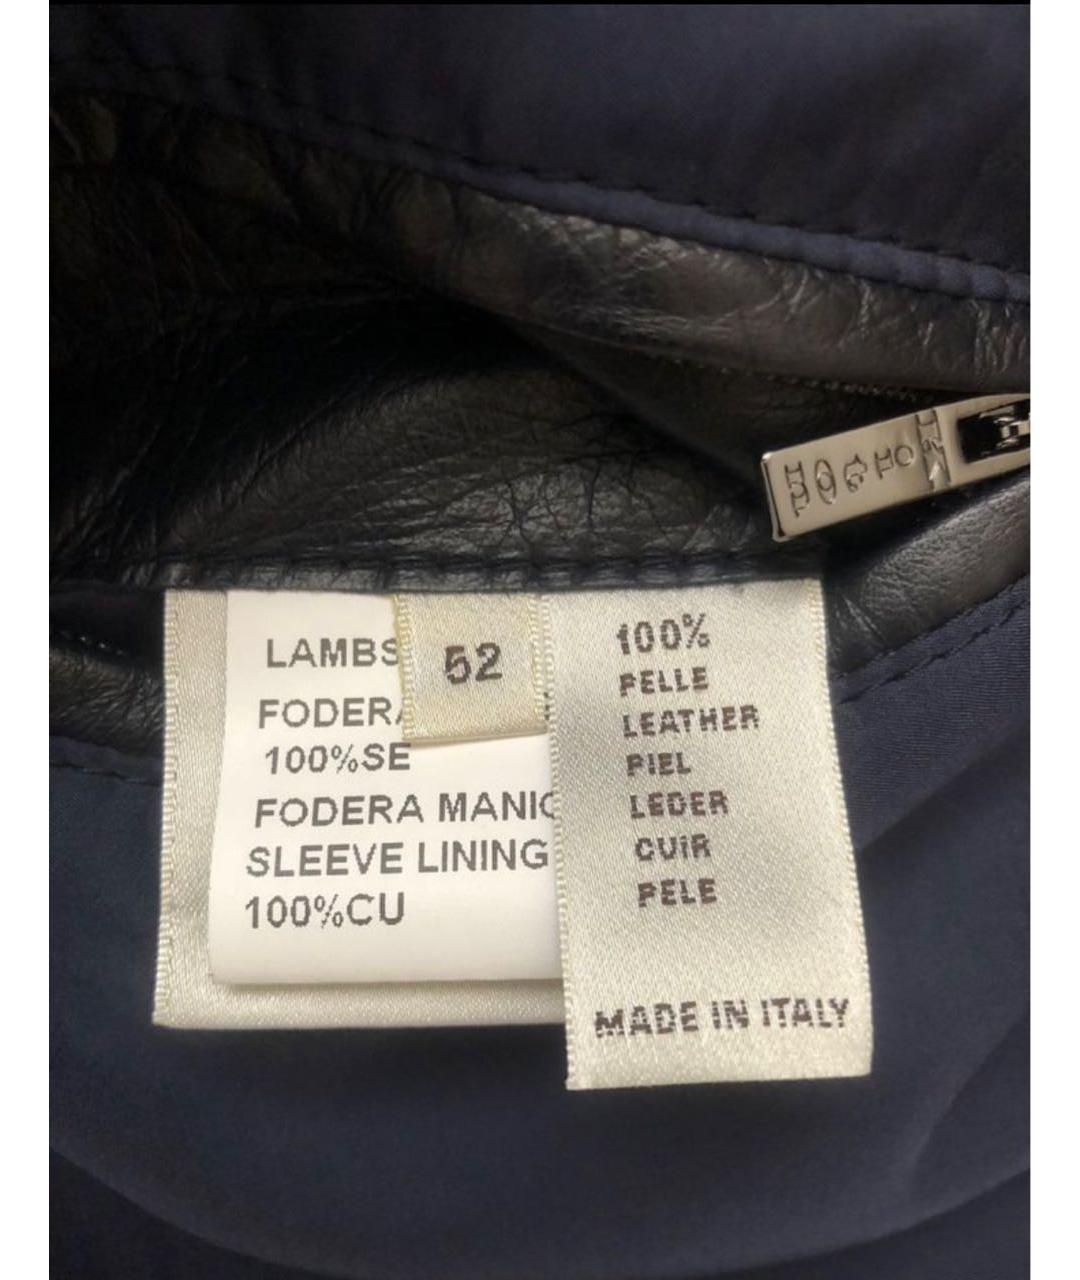 LAMBS
FODERA
100%SE
FODERA MANIC
SLEEVE LINING
100%CU
52
100%
PELLE
LEATHER
PIEL
LEDER
CUIR
PELE
MADE IN ITALY